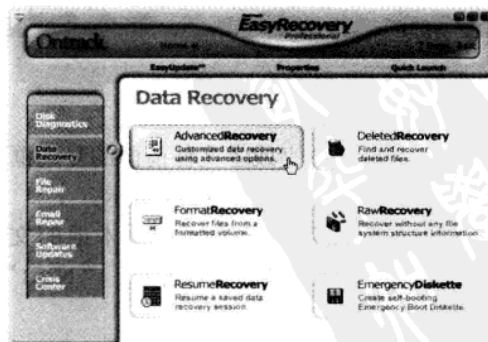 Ontrack
EasyRecovery
Professional
EasyUpdate™
Properties
Quick Launch
Disk
Diagnostics
Data
Recovery
File
Repair
Email
Repair
Software
Updates
Crisis
Center
Data Recovery
AdvancedRecovery
Customized data recovery
using advanced options.
DeletedRecovery
Find and recover
deleted files.
FormatRecovery
Recover files from a
formatted volume.
RawRecovery
Recover without any file
system structure information.
ResumeRecovery
Resume a saved data
recovery session.
EmergencyDiskette
Create self-booting
Emergency Boot Diskette.